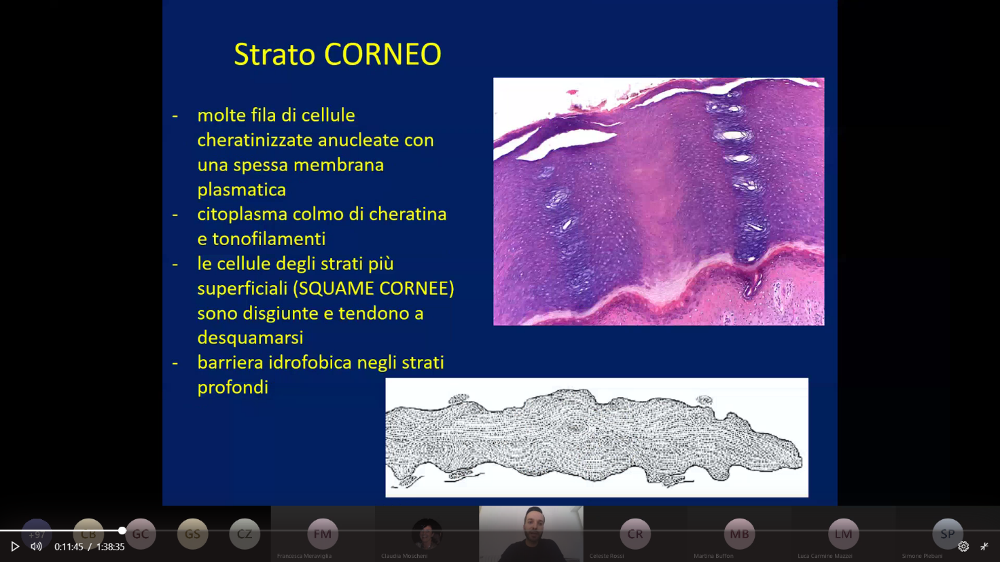 Strato CORNEO
- molte fila di cellule
cheratinizzate anucleate con
una spessa membrana
plasmatica
- citoplasma colmo di cheratina
e tonofilamenti
- le cellule degli strati più
superficiali (SQUAME CORNEE)
sono disgiunte e tendono a
desquamarsi
- barriera idrofobica negli strati
profondi
+97 CB GC GS CZ FM CR MB LM SP
0:11:45 / 1:38:35
Francesca Meraviglia Claudia Moscheni Celeste Rossi Martina Buffon Luca Carmine Mazzei Simone Plebani